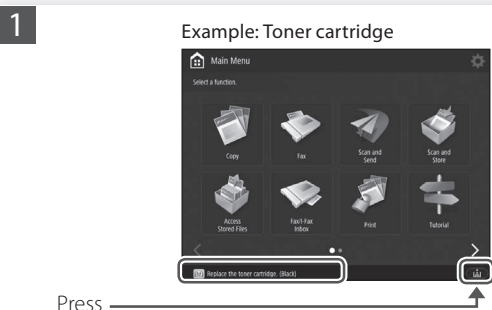 1
Example: Toner cartridge
Main Menu
Select a function.
Copy
Fax
Scan and
Send
Scan and
Store
Access
Stored Files
Fax/I-Fax
Inbox
Print
Tutorial
Replace the toner cartridge. (Black)
Press